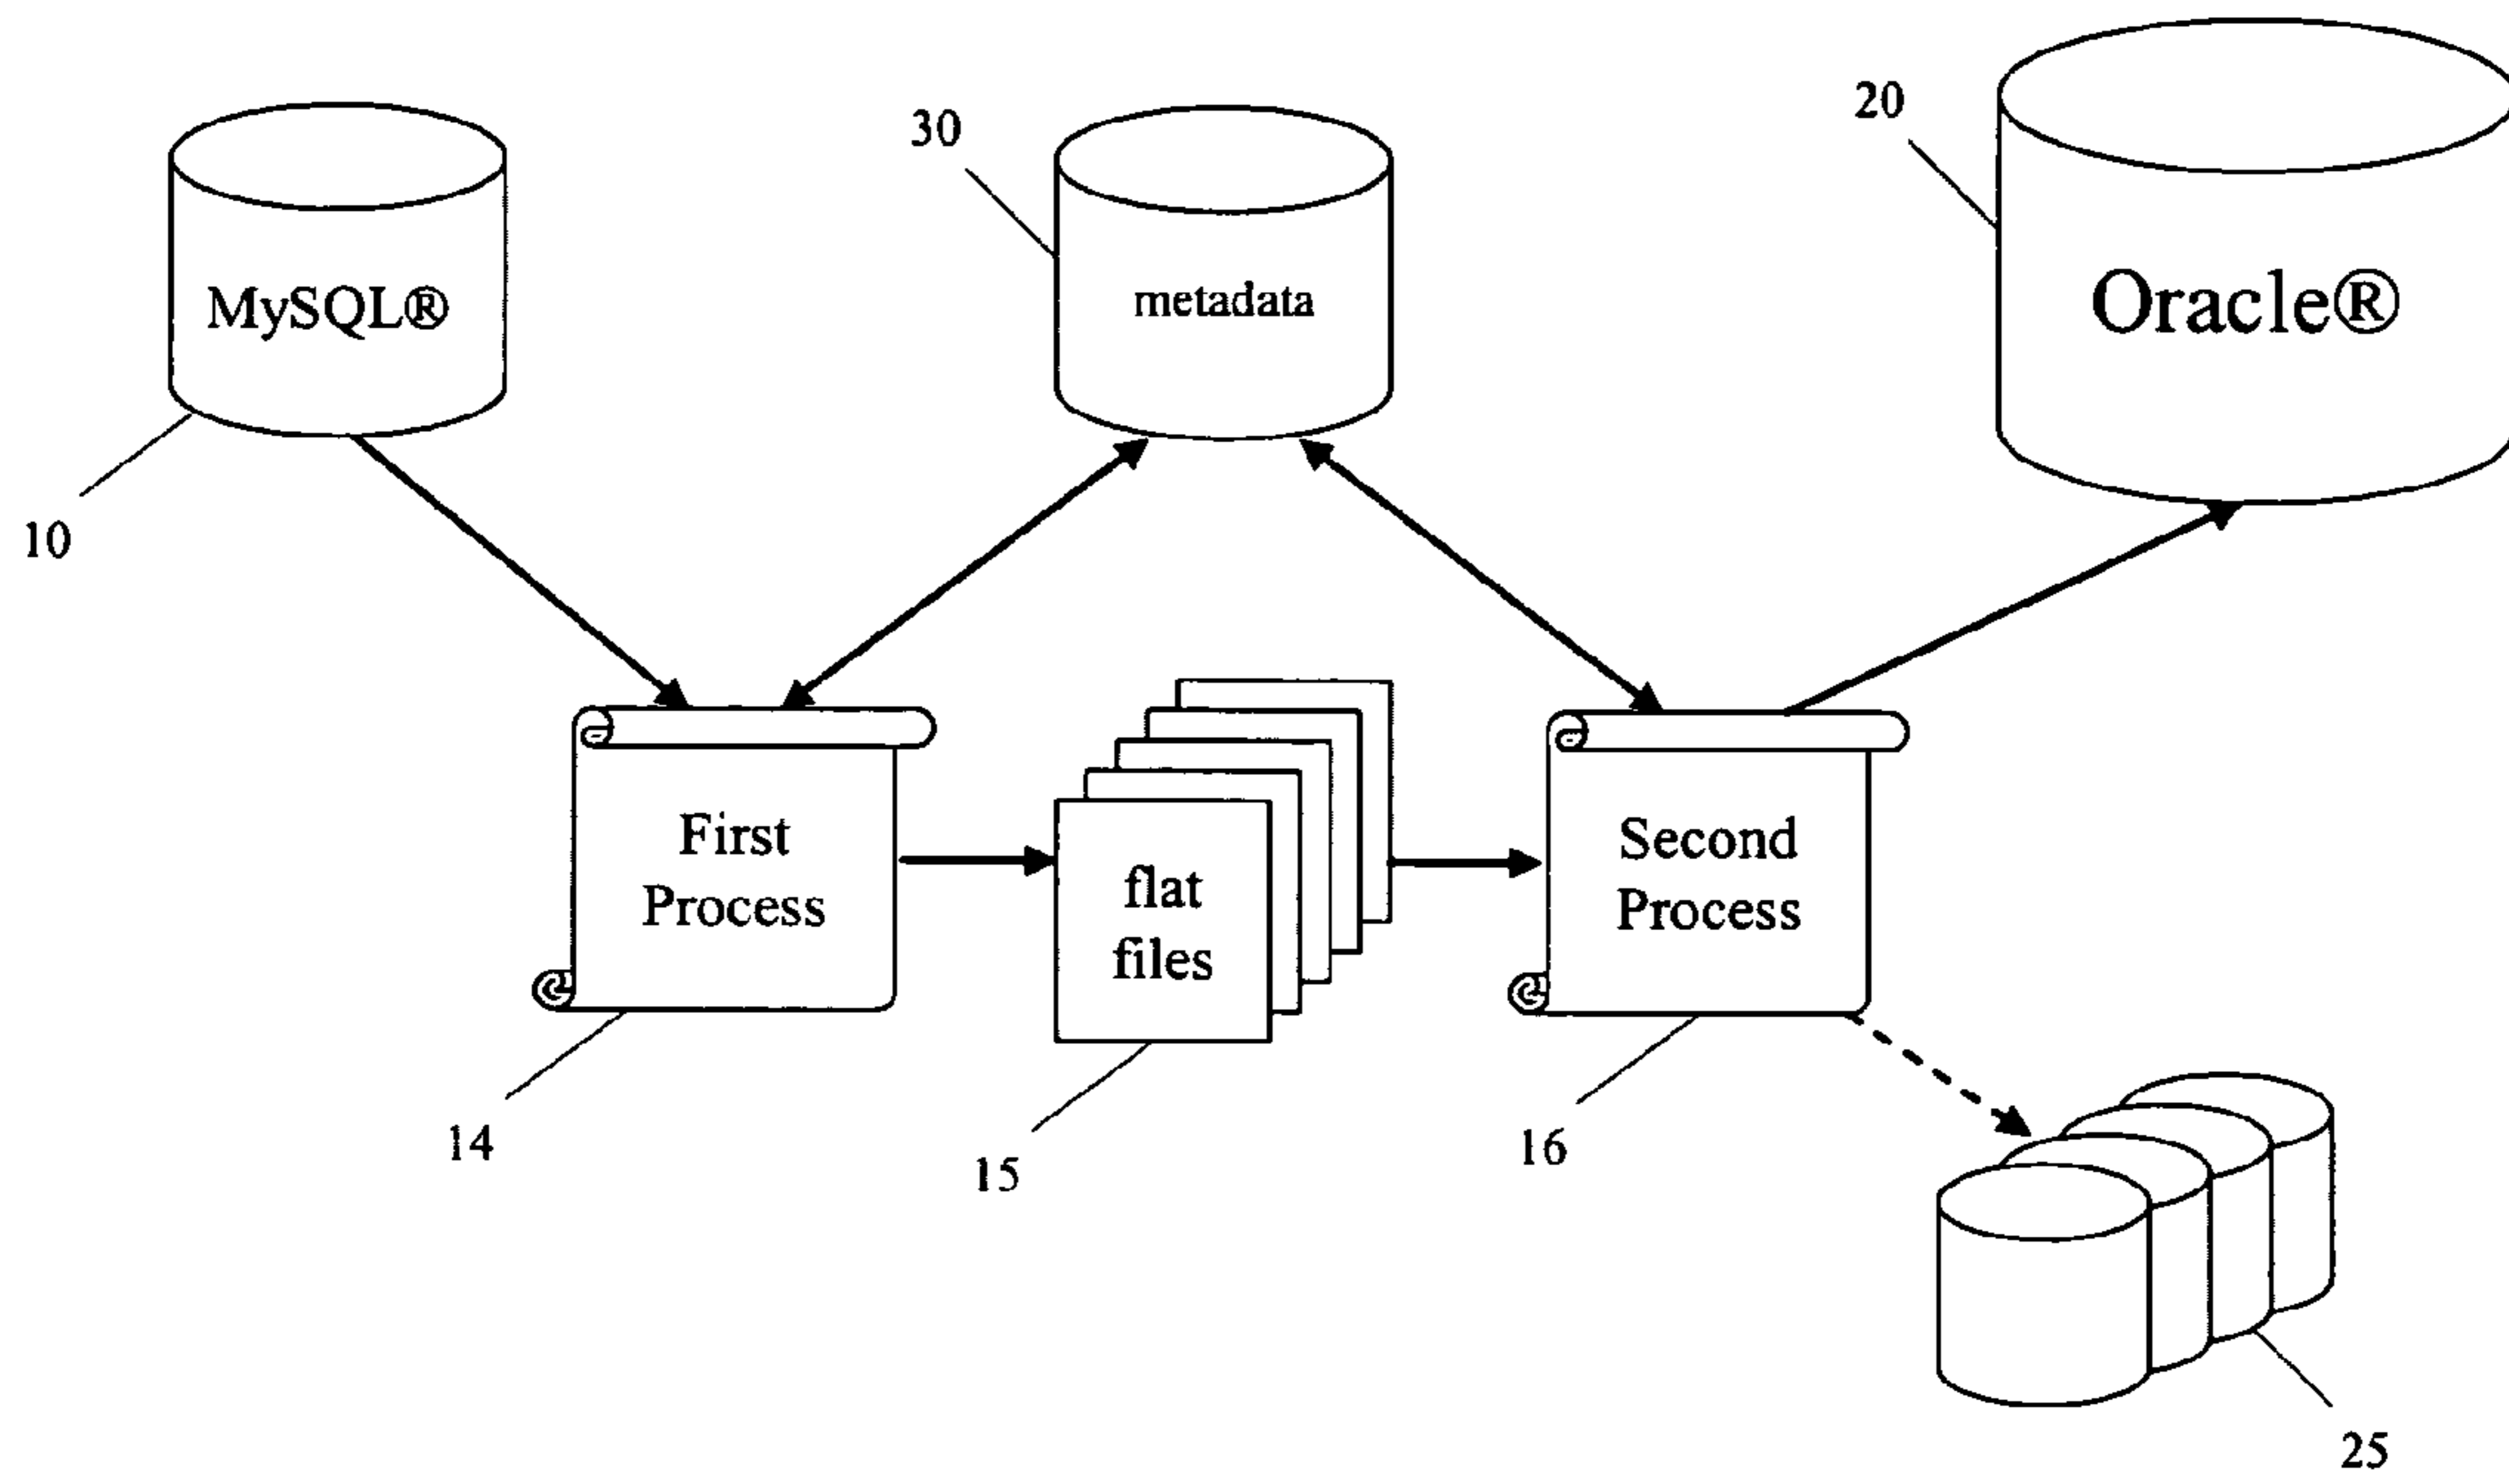 20
30
MySQL®
metadata
Oracle®
10
First
Process
flat
files
Second
Process
14
15
16
25